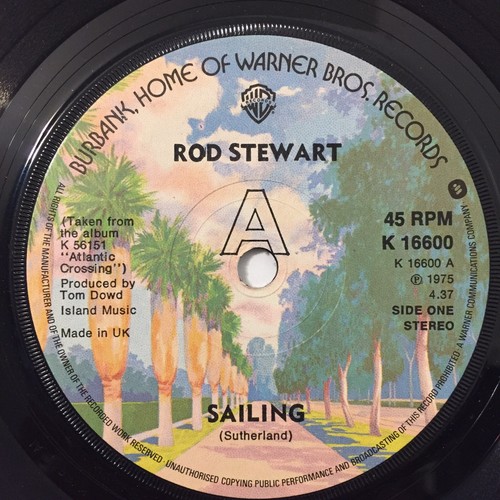 BURBANK, HOME OF WARNER BROS. RECORDS
ROD STEWART
A
(Taken from
the album
K 56151
"Atlantic
Crossing")
Produced by
Tom Dowd
Island Music
Made in UK
45 RPM
K 16600
K 16600 A
℗ 1975
4.37
SIDE ONE
STEREO
SAILING
(Sutherland)
ALL RIGHTS OF THE MANUFACTURER AND OF THE OWNER OF THE RECORDED WORK RESERVED · UNAUTHORISED COPYING PUBLIC PERFORMANCE AND BROADCASTING OF THIS RECORD PROHIBITED · A WARNER COMMUNICATIONS COMPANY